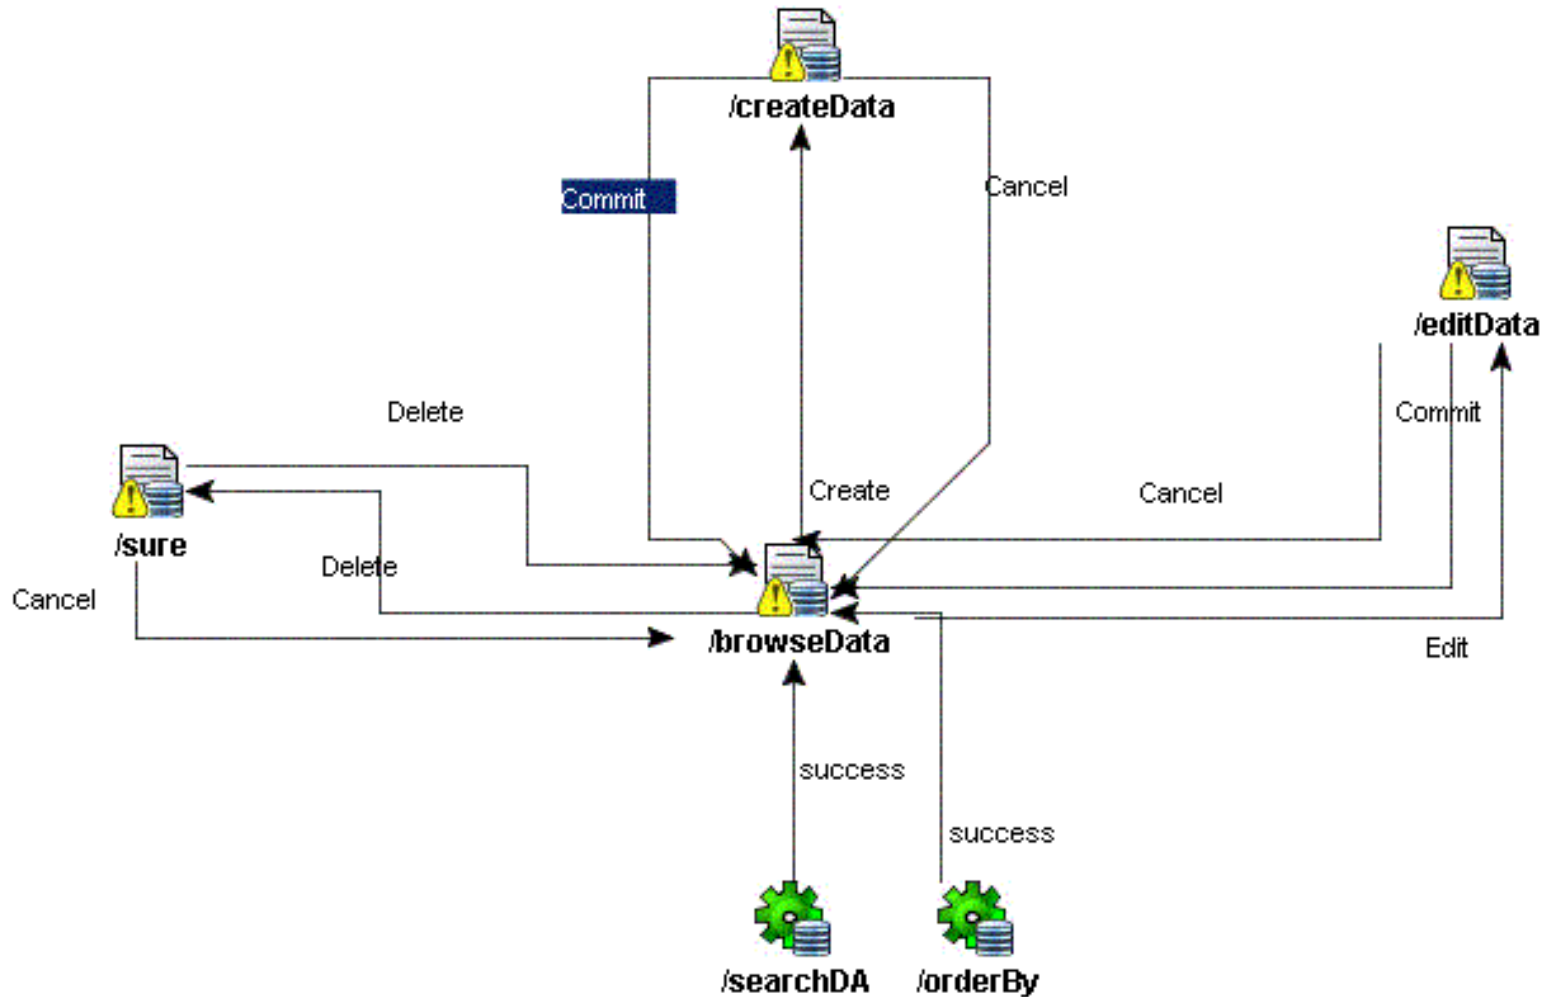 /createData
Commit
Cancel
/editData
Delete
Commit
Create
Cancel
/sure
Delete
Cancel
/browseData
Edit
success
success
/searchDA
/orderBy